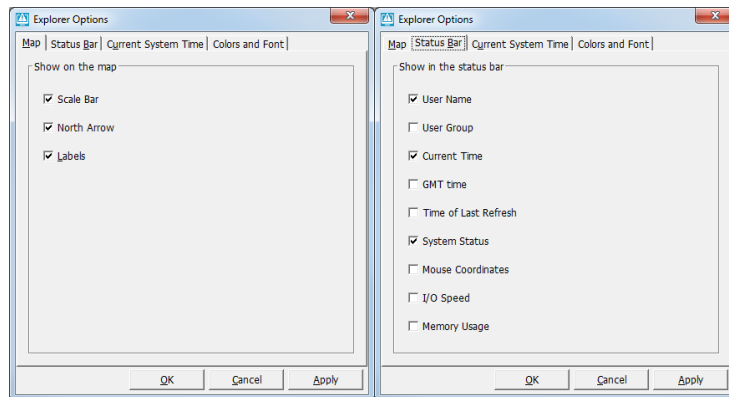 Explorer Options
Map Status Bar Current System Time Colors and Font
Show on the map
Scale Bar
North Arrow
Labels
OK Cancel Apply
Explorer Options
Map Status Bar Current System Time Colors and Font
Show in the status bar
User Name
User Group
Current Time
GMT time
Time of Last Refresh
System Status
Mouse Coordinates
I/O Speed
Memory Usage
OK Cancel Apply